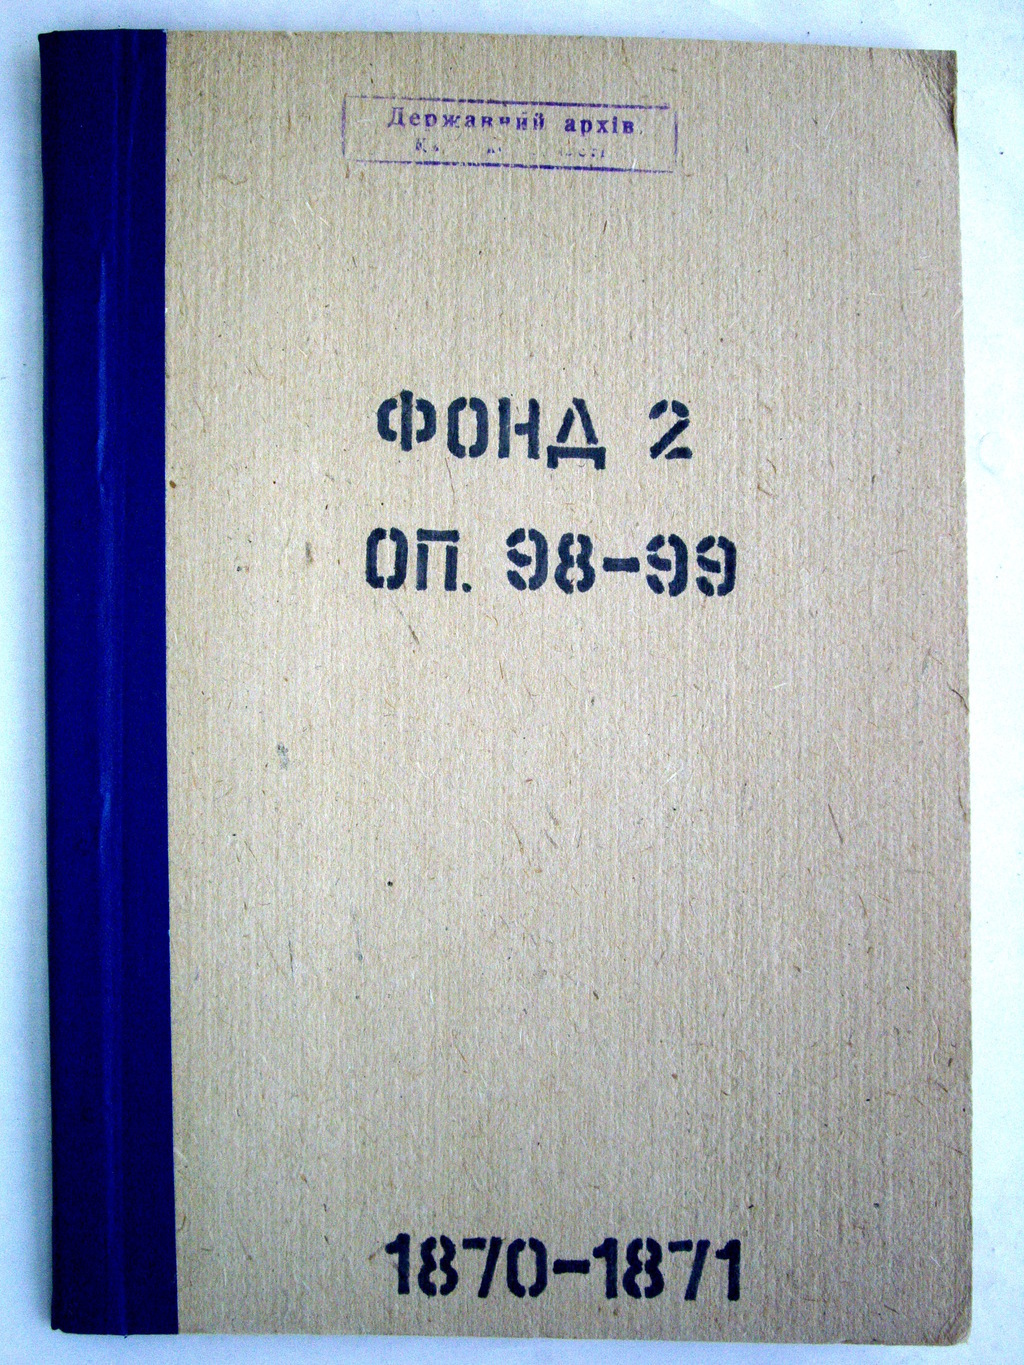 Державний архів
ФОНД 2
ОП. 98-99
1870-1871